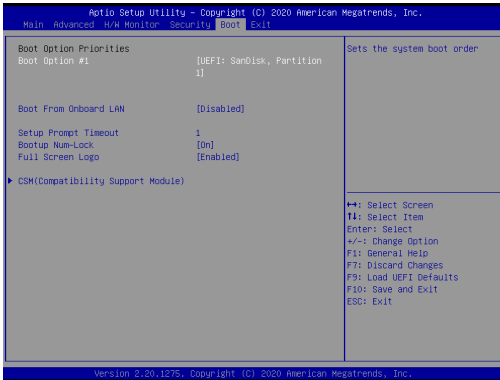 Aptio Setup Utility – Copyright (C) 2020 American Megatrends, Inc.
Main Advanced H/W Monitor Security Boot Exit
Boot Option Priorities
Boot Option #1 [UEFI: SanDisk, Partition
1]
Boot From Onboard LAN [Disabled]
Setup Prompt Timeout 1
Bootup Num-Lock [On]
Full Screen Logo [Enabled]
CSM(Compatibility Support Module)
Sets the system boot order
↔: Select Screen
↑↓: Select Item
Enter: Select
+/-: Change Option
F1: General Help
F7: Discard Changes
F9: Load UEFI Defaults
F10: Save and Exit
ESC: Exit
Version 2.20.1275. Copyright (C) 2020 American Megatrends, Inc.